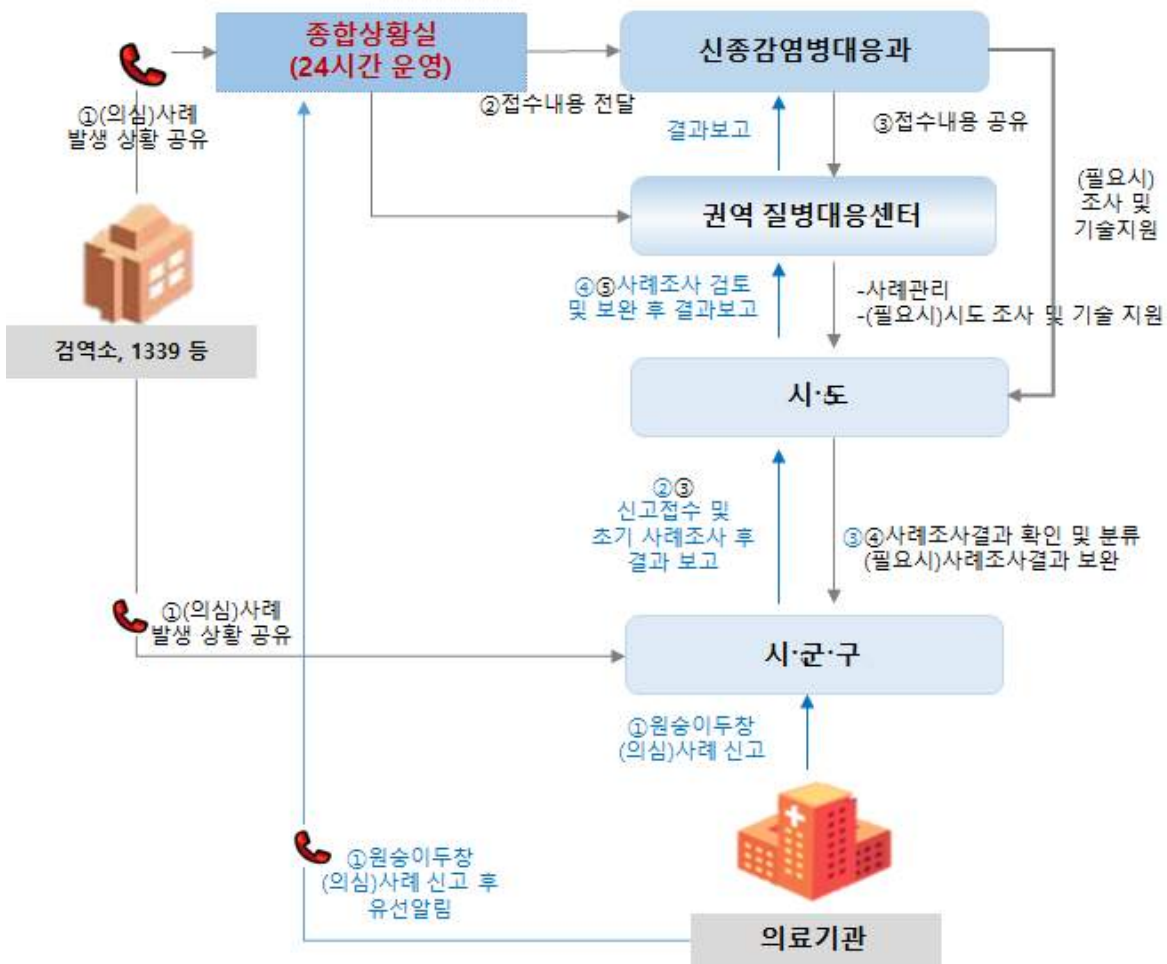 종합상황실
(24시간 운영)
신종감염병대응과
①(의심)사례
발생 상황 공유
②접수내용 전달
결과보고
③접수내용 공유
(필요시)
조사 및
기술지원
권역 질병대응센터
④⑤사례조사 검토
및 보완 후 결과보고
-사례관리
-(필요시)시도 조사 및 기술 지원
검역소, 1339 등
시·도
②③
신고접수 및
초기 사례조사 후
결과 보고
③④사례조사결과 확인 및 분류
(필요시)사례조사결과 보완
①(의심)사례
발생 상황 공유
시·군·구
①원숭이두창
(의심)사례 신고
①원숭이두창
(의심)사례 신고 후
유선알림
의료기관